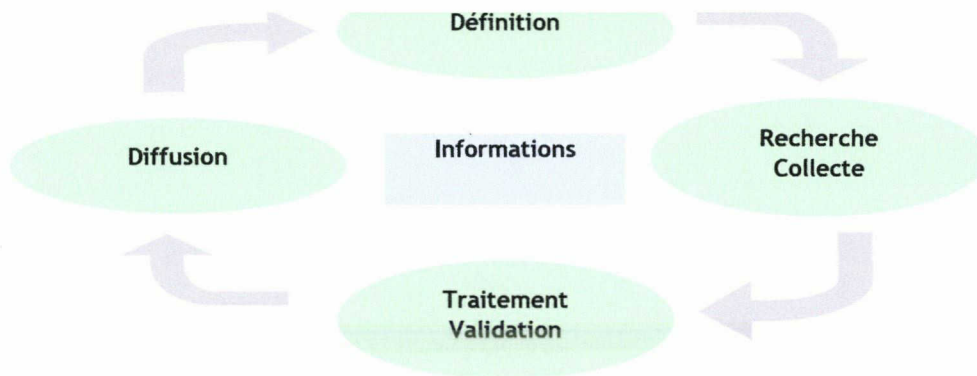 Définition
Diffusion
Informations
Recherche
Collecte
Traitement
Validation